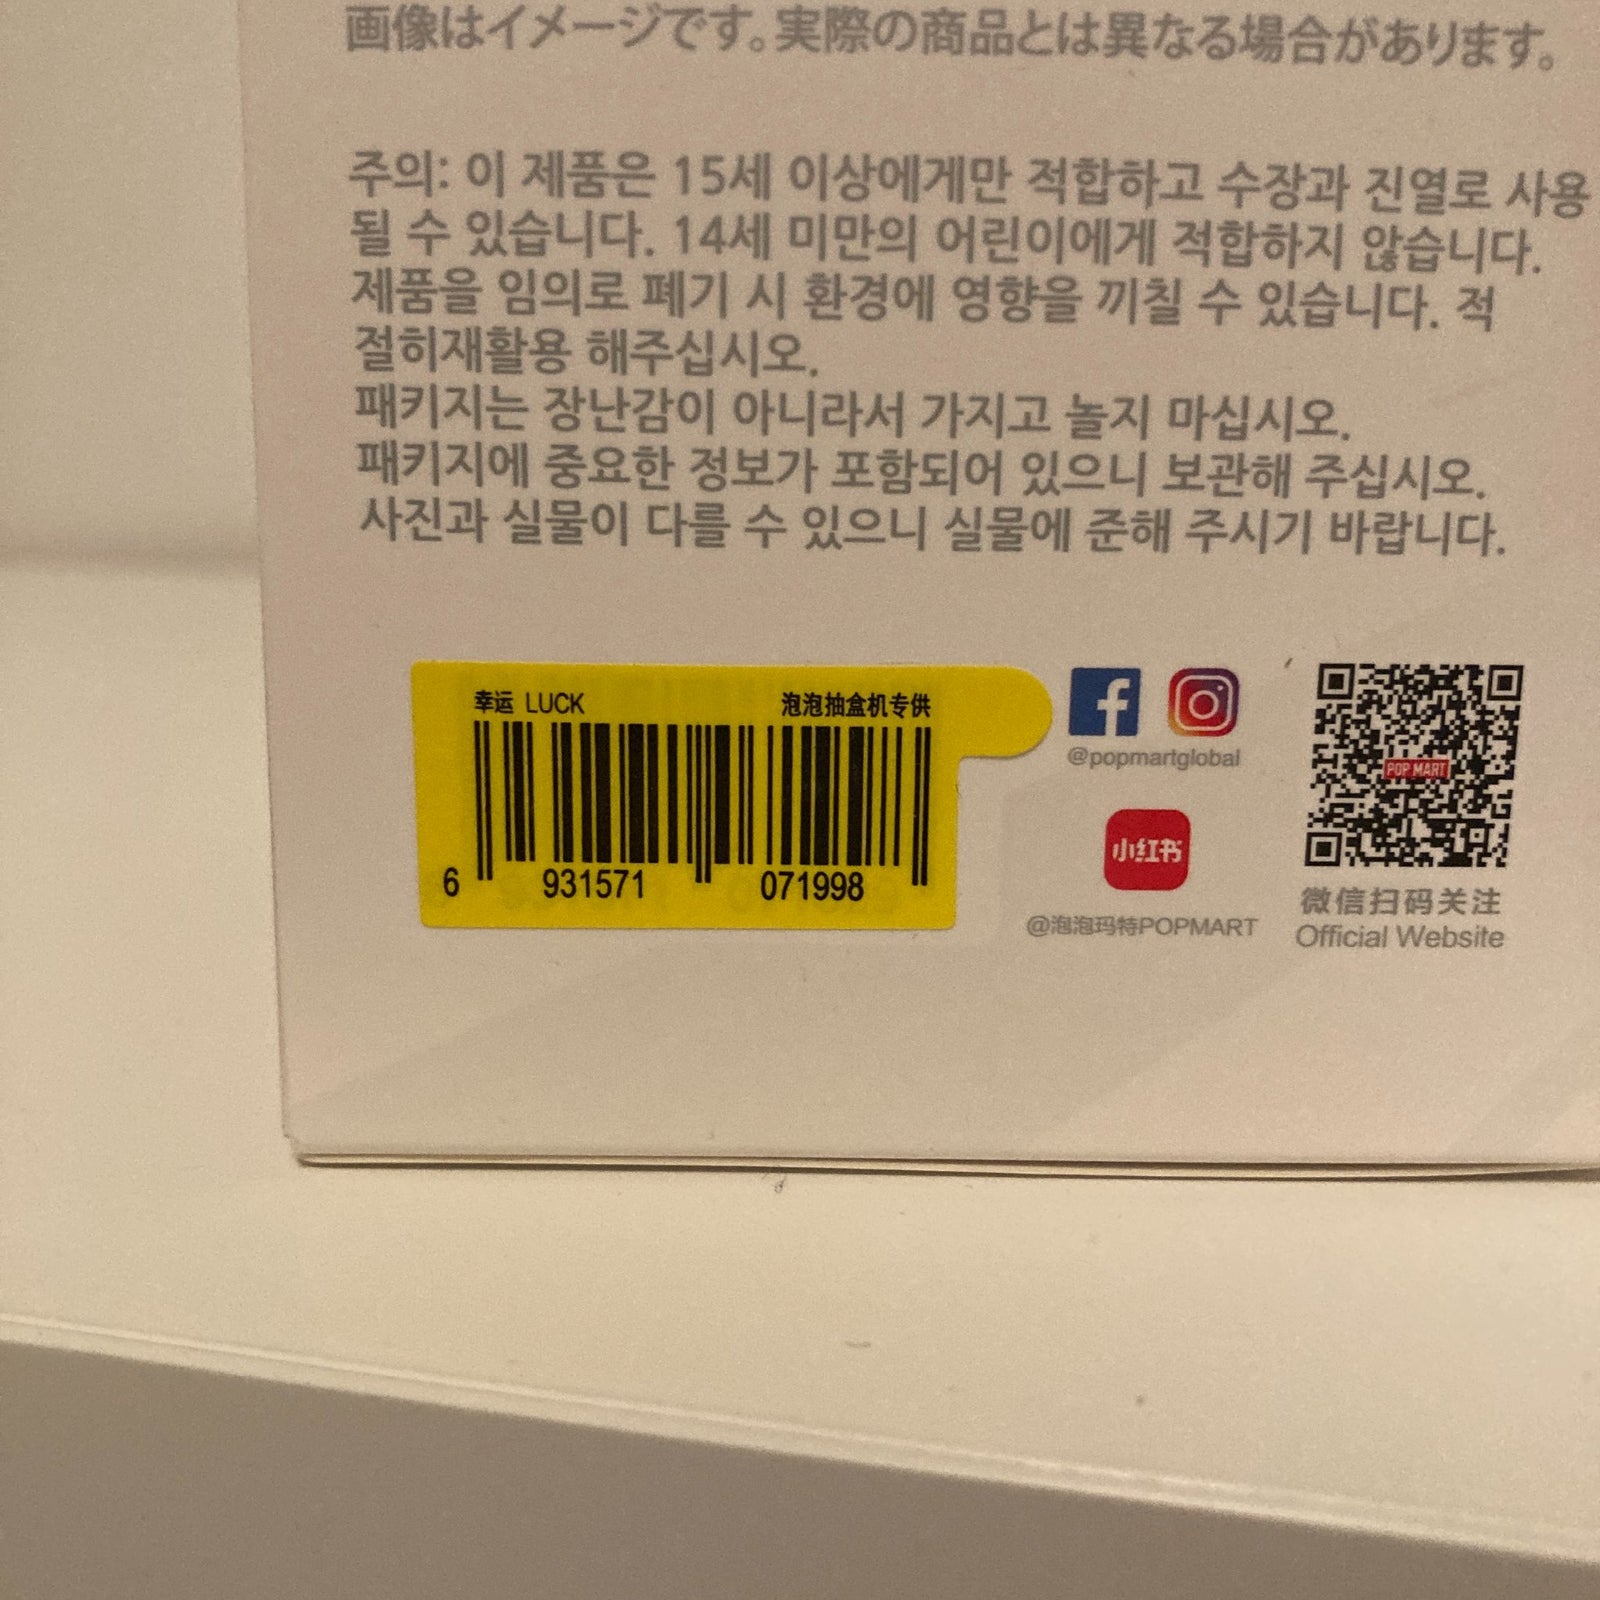 画像はイメージです。実際の商品とは異なる場合があります。
주의: 이 제품은 15세 이상에게만 적합하고 수장과 진열로 사용
될 수 있습니다. 14세 미만의 어린이에게 적합하지 않습니다.
제품을 임의로 폐기 시 환경에 영향을 끼칠 수 있습니다. 적
절히재활용 해주십시오.
패키지는 장난감이 아니라서 가지고 놀지 마십시오.
패키지에 중요한 정보가 포함되어 있으니 보관해 주십시오.
사진과 실물이 다를 수 있으니 실물에 준해 주시기 바랍니다.
幸运 LUCK 泡泡抽盒机专供
6 931571 071998
@popmartglobal
小红书
@泡泡玛特POPMART
POP MART
微信扫码关注
Official Website